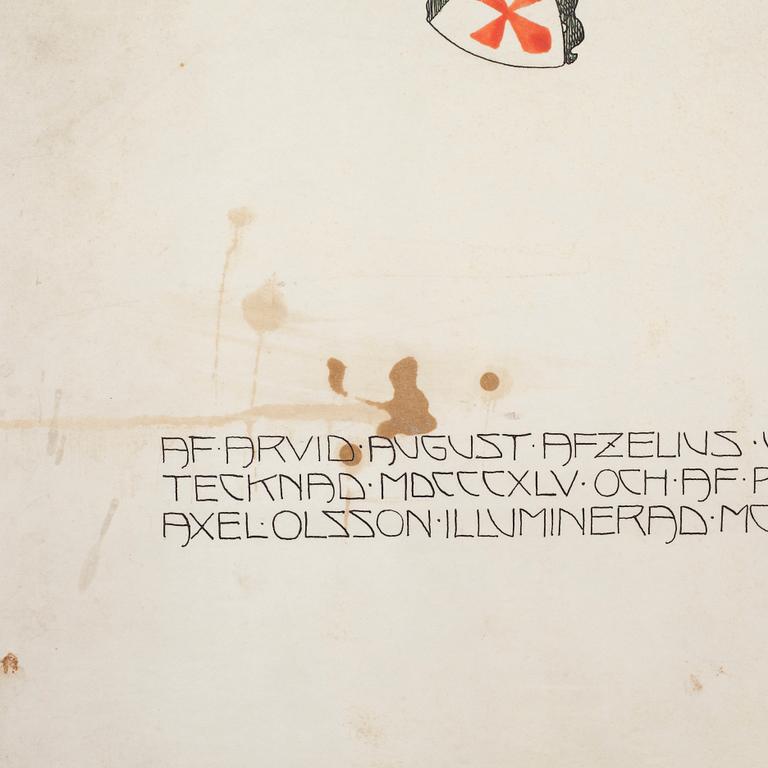 AF·ARVID·AUGUST·AFZELIUS·
TECKNAD·MDCCCXLV·OCH·AF·
AXEL·OLSSON·ILLUMINERAD·